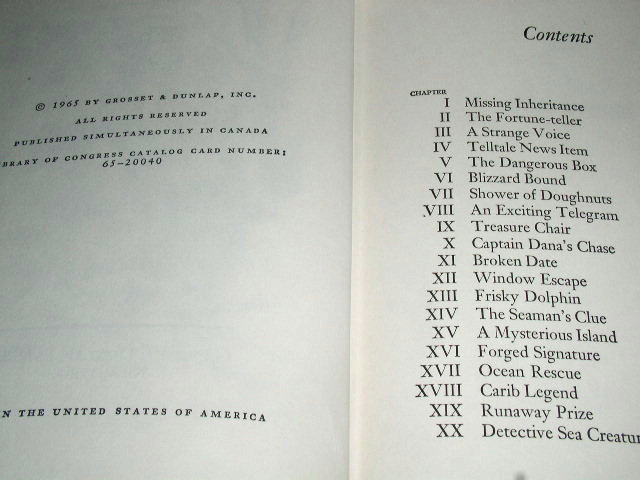 © 1965 BY GROSSET & DUNLAP, INC.
ALL RIGHTS RESERVED
PUBLISHED SIMULTANEOUSLY IN CANADA
IBRARY OF CONGRESS CATALOG CARD NUMBER:
65-20040
N THE UNITED STATES OF AMERICA
Contents
CHAPTER
I Missing Inheritance
II The Fortune-teller
III A Strange Voice
IV Telltale News Item
V The Dangerous Box
VI Blizzard Bound
VII Shower of Doughnuts
VIII An Exciting Telegram
IX Treasure Chair
X Captain Dana's Chase
XI Broken Date
XII Window Escape
XIII Frisky Dolphin
XIV The Seaman's Clue
XV A Mysterious Island
XVI Forged Signature
XVII Ocean Rescue
XVIII Carib Legend
XIX Runaway Prize
XX Detective Sea Creatur